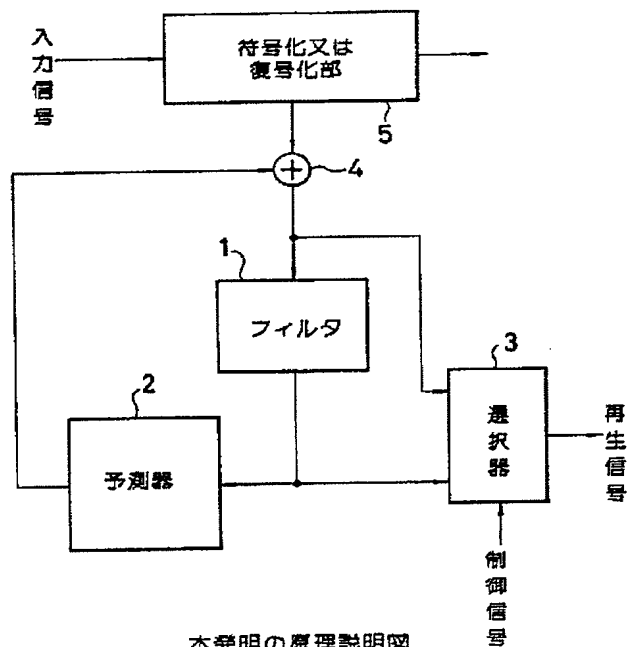 入力信号
符号化又は
復号化部
5
4
1
フィルタ
3
2
選択器
再生信号
予測器
制御信号
本発明の原理説明図